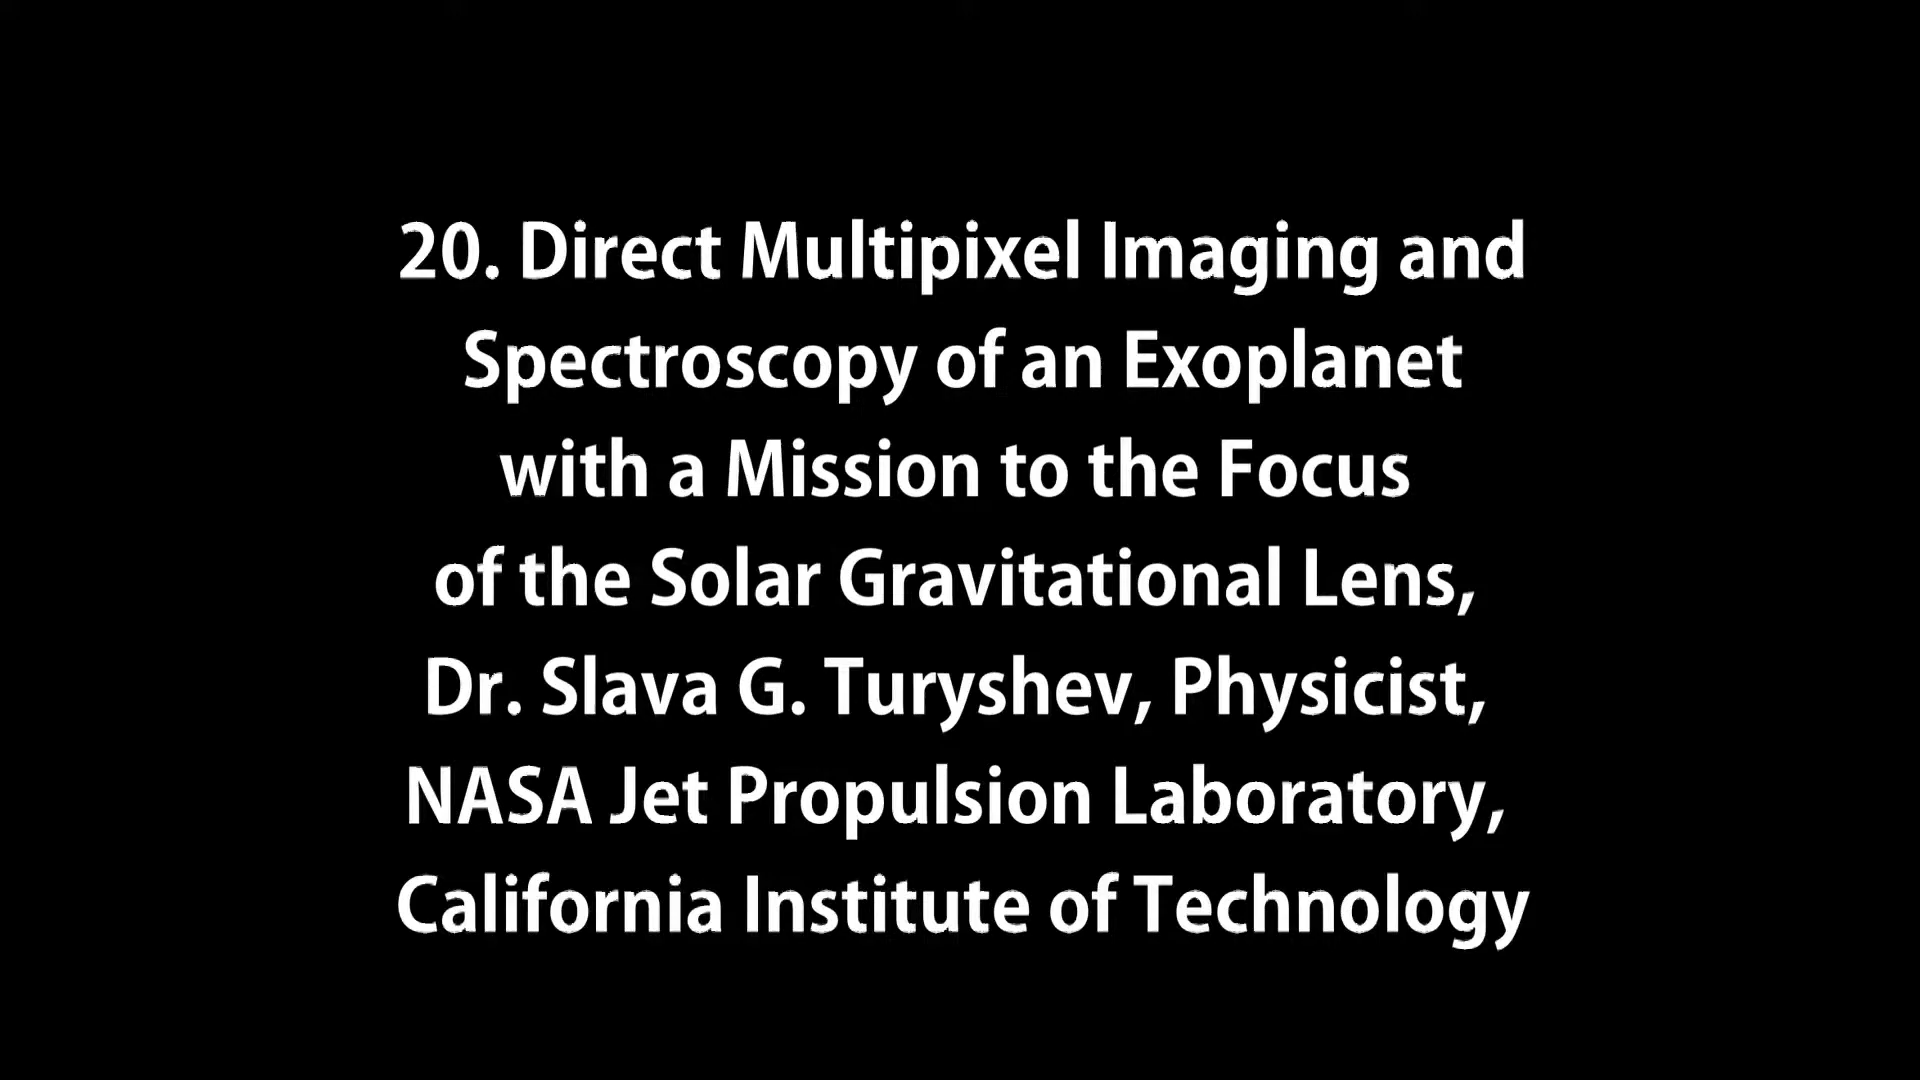 20. Direct Multipixel Imaging and
Spectroscopy of an Exoplanet
with a Mission to the Focus
of the Solar Gravitational Lens,
Dr. Slava G. Turyshev, Physicist,
NASA Jet Propulsion Laboratory,
California Institute of Technology